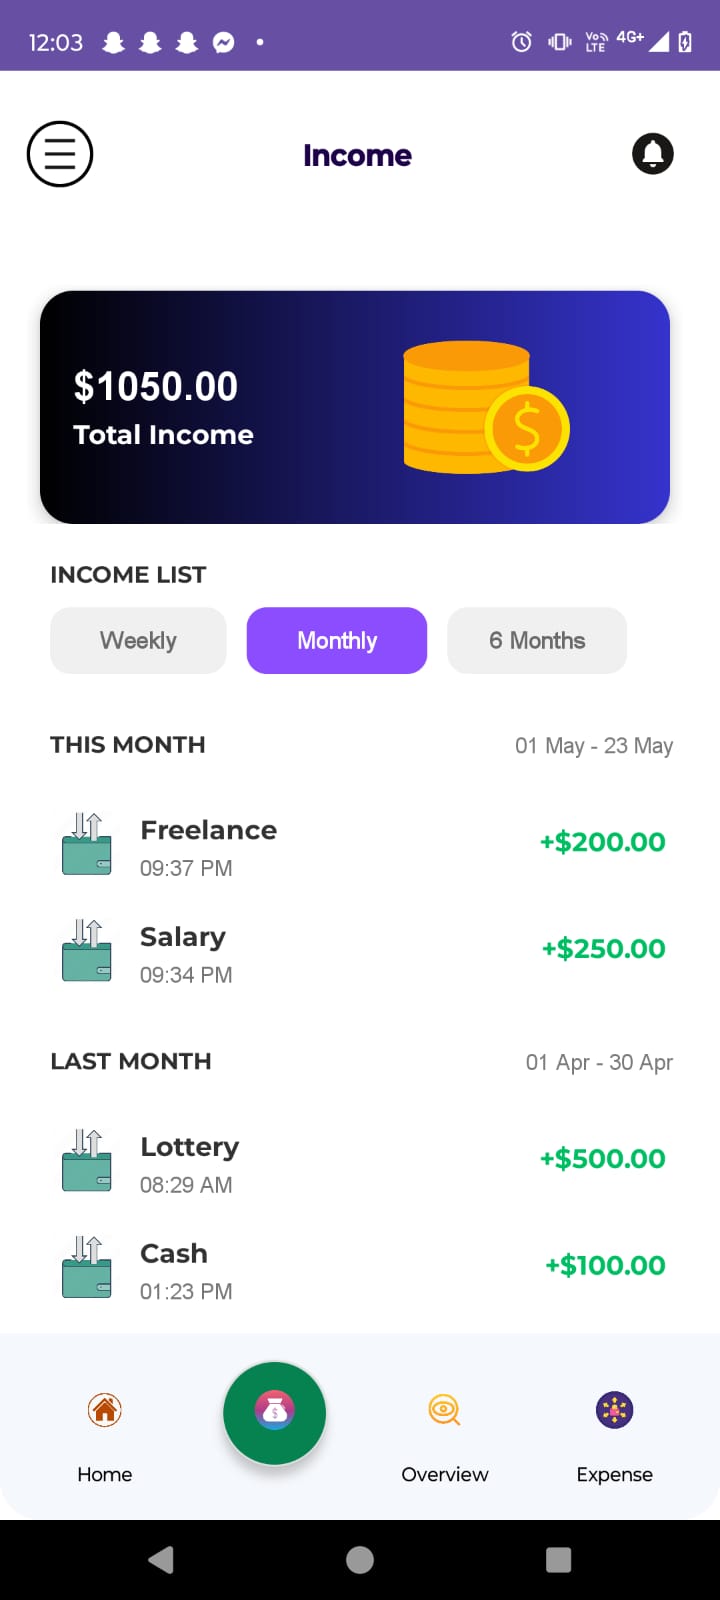 12:03
Vo)) LTE 4G+
Income
$1050.00
Total Income
$
INCOME LIST
Weekly Monthly 6 Months
THIS MONTH 01 May - 23 May
Freelance +$200.00
09:37 PM
Salary +$250.00
09:34 PM
LAST MONTH 01 Apr - 30 Apr
Lottery +$500.00
08:29 AM
Cash +$100.00
01:23 PM
$
Home Overview Expense